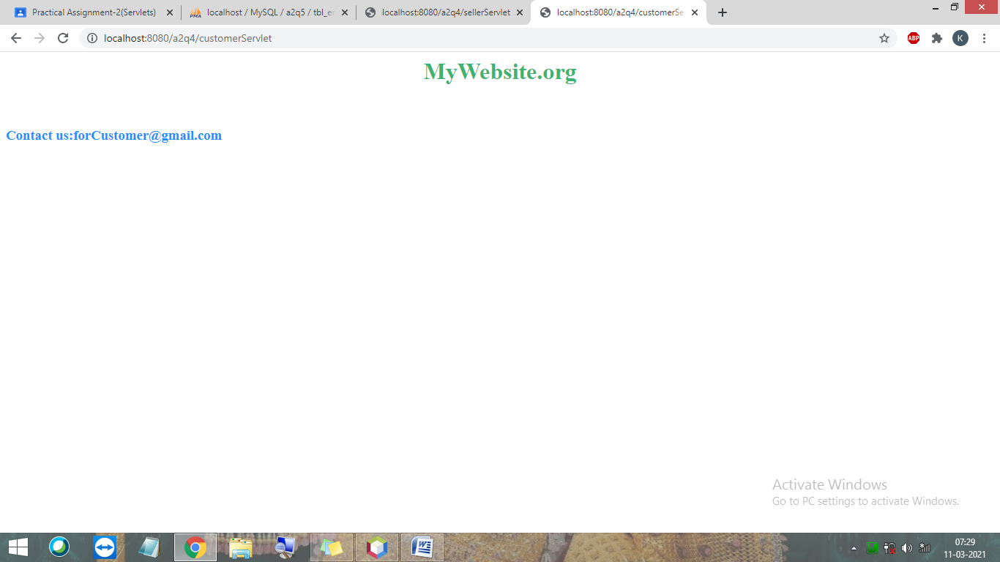 Practical Assignment-2(Servlets)
localhost / MySQL / a2q5 / tbl_er
localhost:8080/a2q4/sellerServlet
localhost:8080/a2q4/customerSe
localhost:8080/a2q4/customerServlet
ABP
K
MyWebsite.org
Contact us:forCustomer@gmail.com
Activate Windows
Go to PC settings to activate Windows.
07:29
11-03-2021